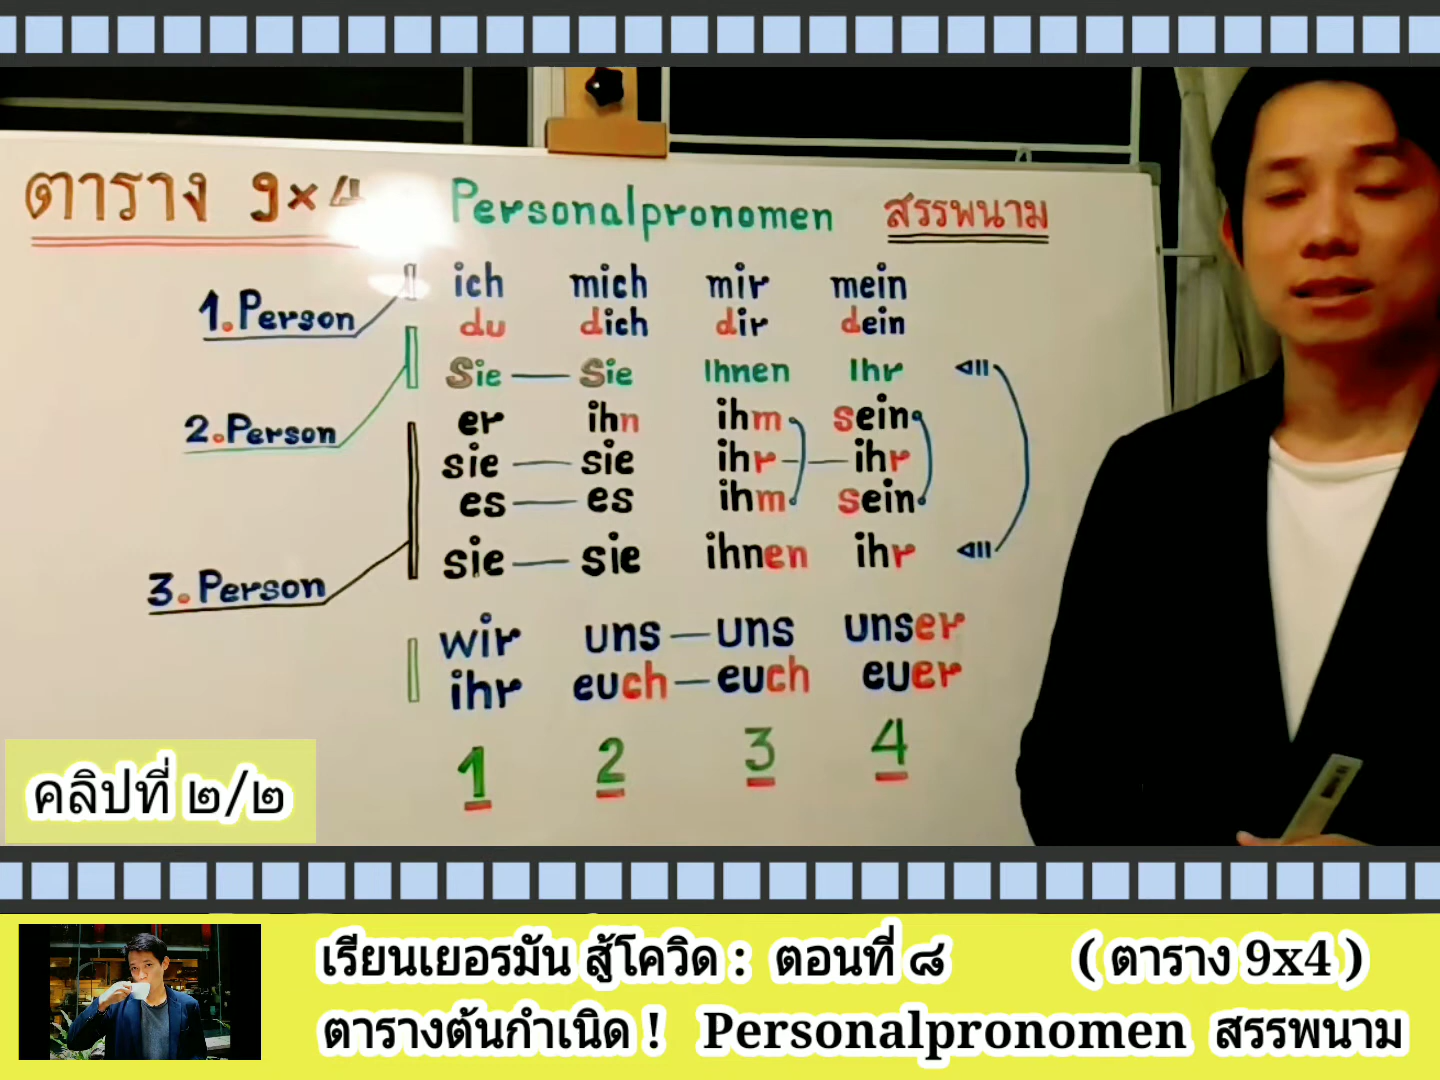 ตาราง 9×4 Personalpronomen สรรพนาม
1.Person
2.Person
3.Person
ich mich mir mein
du dich dir dein
Sie — Sie Ihnen Ihr
er ihn ihm sein
sie — sie ihr — ihr
es — es ihm sein
sie — sie ihnen ihr
wir uns — uns unser
ihr euch — euch euer
1 2 3 4
คลิปที่ ๒/๒
เรียนเยอรมัน สู้โควิด : ตอนที่ ๘ ( ตาราง 9x4 )
ตารางต้นกำเนิด ! Personalpronomen สรรพนาม